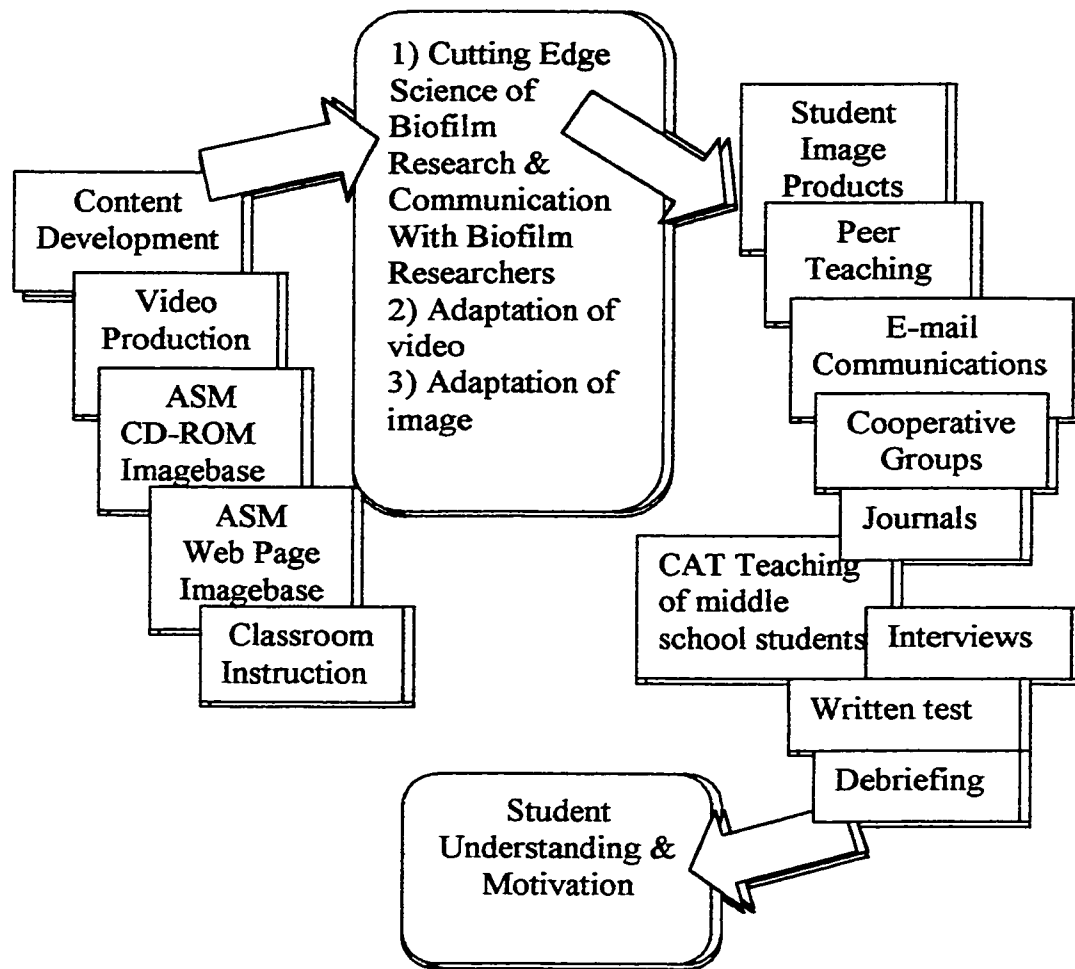 Content
Development
Video
Production
ASM
CD-ROM
Imagebase
ASM
Web Page
Imagebase
Classroom
Instruction
1) Cutting Edge
Science of
Biofilm
Research &
Communication
With Biofilm
Researchers
2) Adaptation of
video
3) Adaptation of
image
Student
Image
Products
Peer
Teaching
E-mail
Communications
Cooperative
Groups
Journals
CAT Teaching
of middle
school students
Interviews
Written test
Debriefing
Student
Understanding &
Motivation